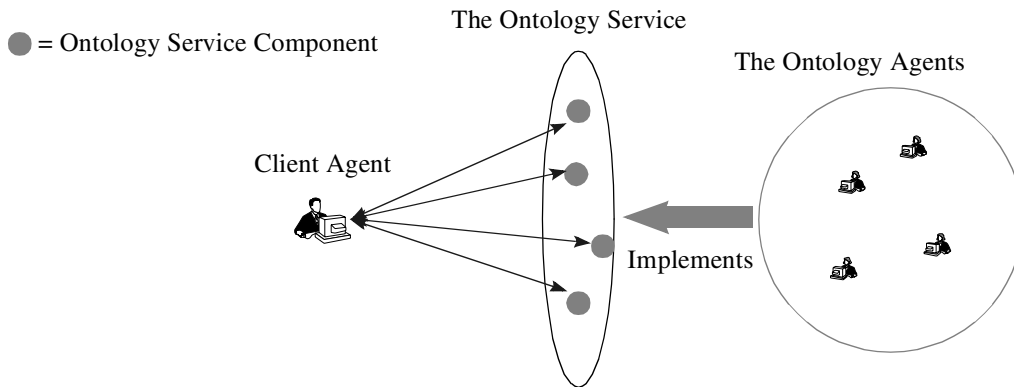 The Ontology Service
= Ontology Service Component
The Ontology Agents
Client Agent
Implements